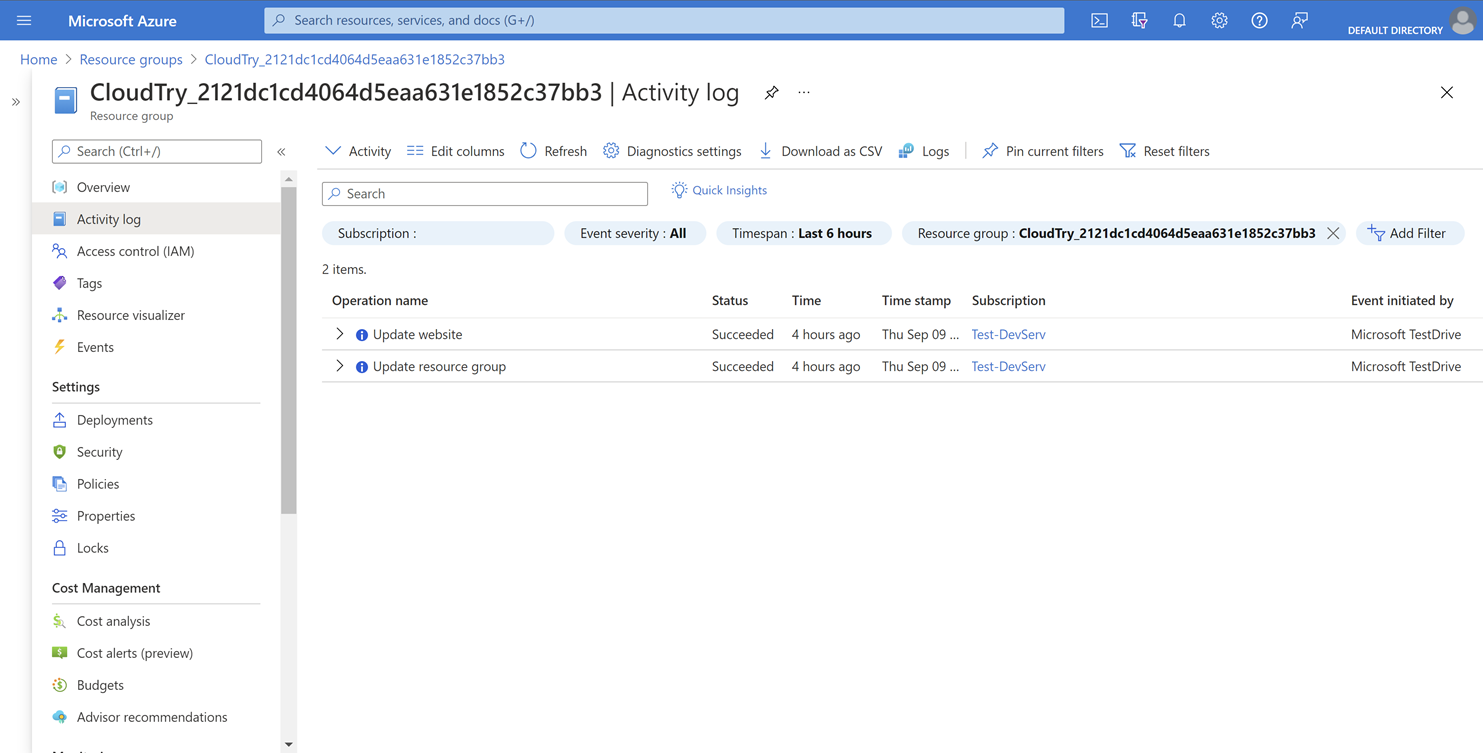 Microsoft Azure
Search resources, services, and docs (G+/)
DEFAULT DIRECTORY
Home > Resource groups > CloudTry_2121dc1cd4064d5eaa631e1852c37bb3
CloudTry_2121dc1cd4064d5eaa631e1852c37bb3 | Activity log
Resource group
Search (Ctrl+/)
Overview
Activity log
Access control (IAM)
Tags
Resource visualizer
Events
Settings
Deployments
Security
Policies
Properties
Locks
Cost Management
Cost analysis
Cost alerts (preview)
Budgets
Advisor recommendations
Activity Edit columns Refresh Diagnostics settings Download as CSV Logs Pin current filters Reset filters
Search Quick Insights
Subscription : Event severity : All Timespan : Last 6 hours Resource group : CloudTry_2121dc1cd4064d5eaa631e1852c37bb3 Add Filter
2 items.
Operation name Status Time Time stamp Subscription Event initiated by
Update website Succeeded 4 hours ago Thu Sep 09 ... Test-DevServ Microsoft TestDrive
Update resource group Succeeded 4 hours ago Thu Sep 09 ... Test-DevServ Microsoft TestDrive